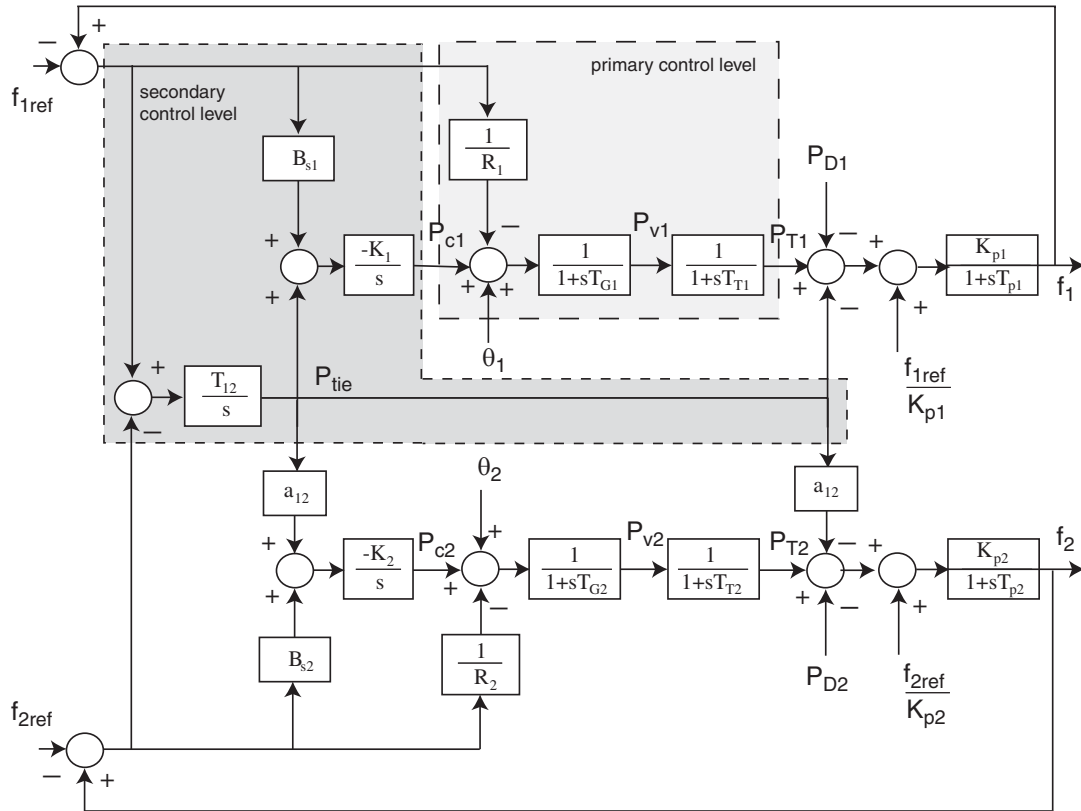 +
−
f1ref
secondary
control level
primary control level
Bs1
1
R1
PD1
+
+
-K1
s
Pc1
−
+
+
1
1+sTG1
Pv1
1
1+sTT1
PT1
−
+
−
+
+
Kp1
1+sTp1
f1
θ1
f1ref
Kp1
+
−
T12
s
Ptie
a12
a12
θ2
+
+
-K2
s
Pc2
+
+
−
1
1+sTG2
Pv2
1
1+sTT2
PT2
−
+
−
+
+
Kp2
1+sTp2
f2
Bs2
1
R2
PD2
f2ref
Kp2
f2ref
−
+